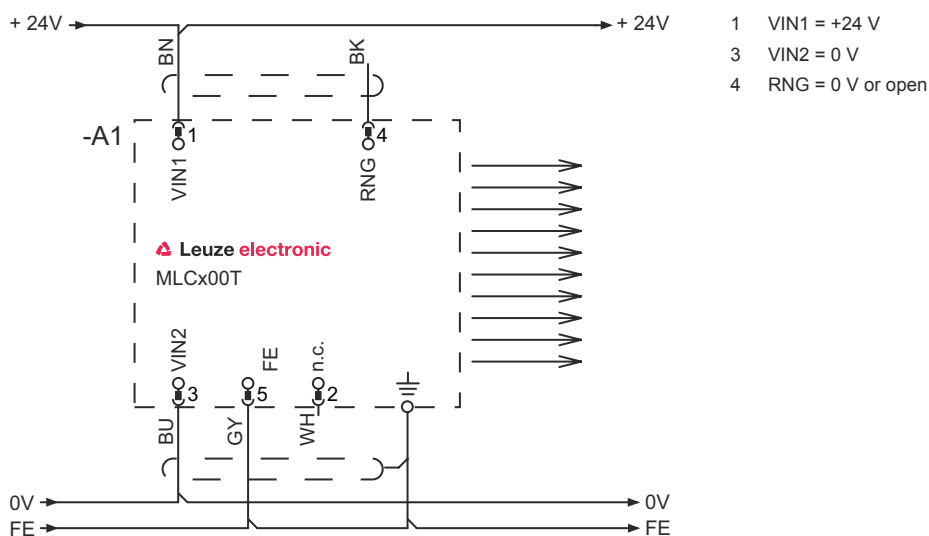 + 24V
+ 24V
1 VIN1 = +24 V
3 VIN2 = 0 V
4 RNG = 0 V or open
BN
BK
-A1
1
4
VIN1
RNG
Leuze electronic
MLCx00T
VIN2
FE
n.c.
3
5
2
BU
GY
WH
0V
0V
FE
FE